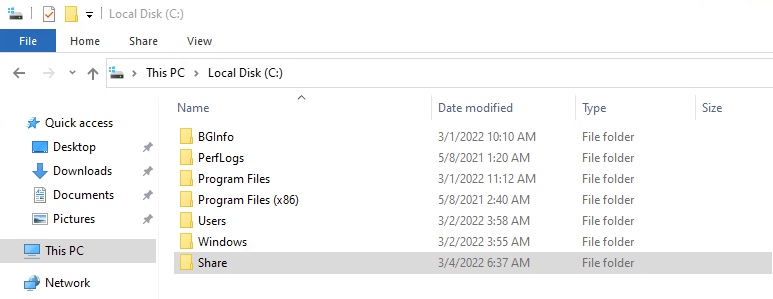 Local Disk (C:)
File Home Share View
This PC Local Disk (C:)
Name Date modified Type Size
Quick access
Desktop
Downloads
Documents
Pictures
This PC
Network
BGInfo 3/1/2022 10:10 AM File folder
PerfLogs 5/8/2021 1:20 AM File folder
Program Files 3/1/2022 11:12 AM File folder
Program Files (x86) 5/8/2021 2:40 AM File folder
Users 3/2/2022 3:58 AM File folder
Windows 3/2/2022 3:55 AM File folder
Share 3/4/2022 6:37 AM File folder